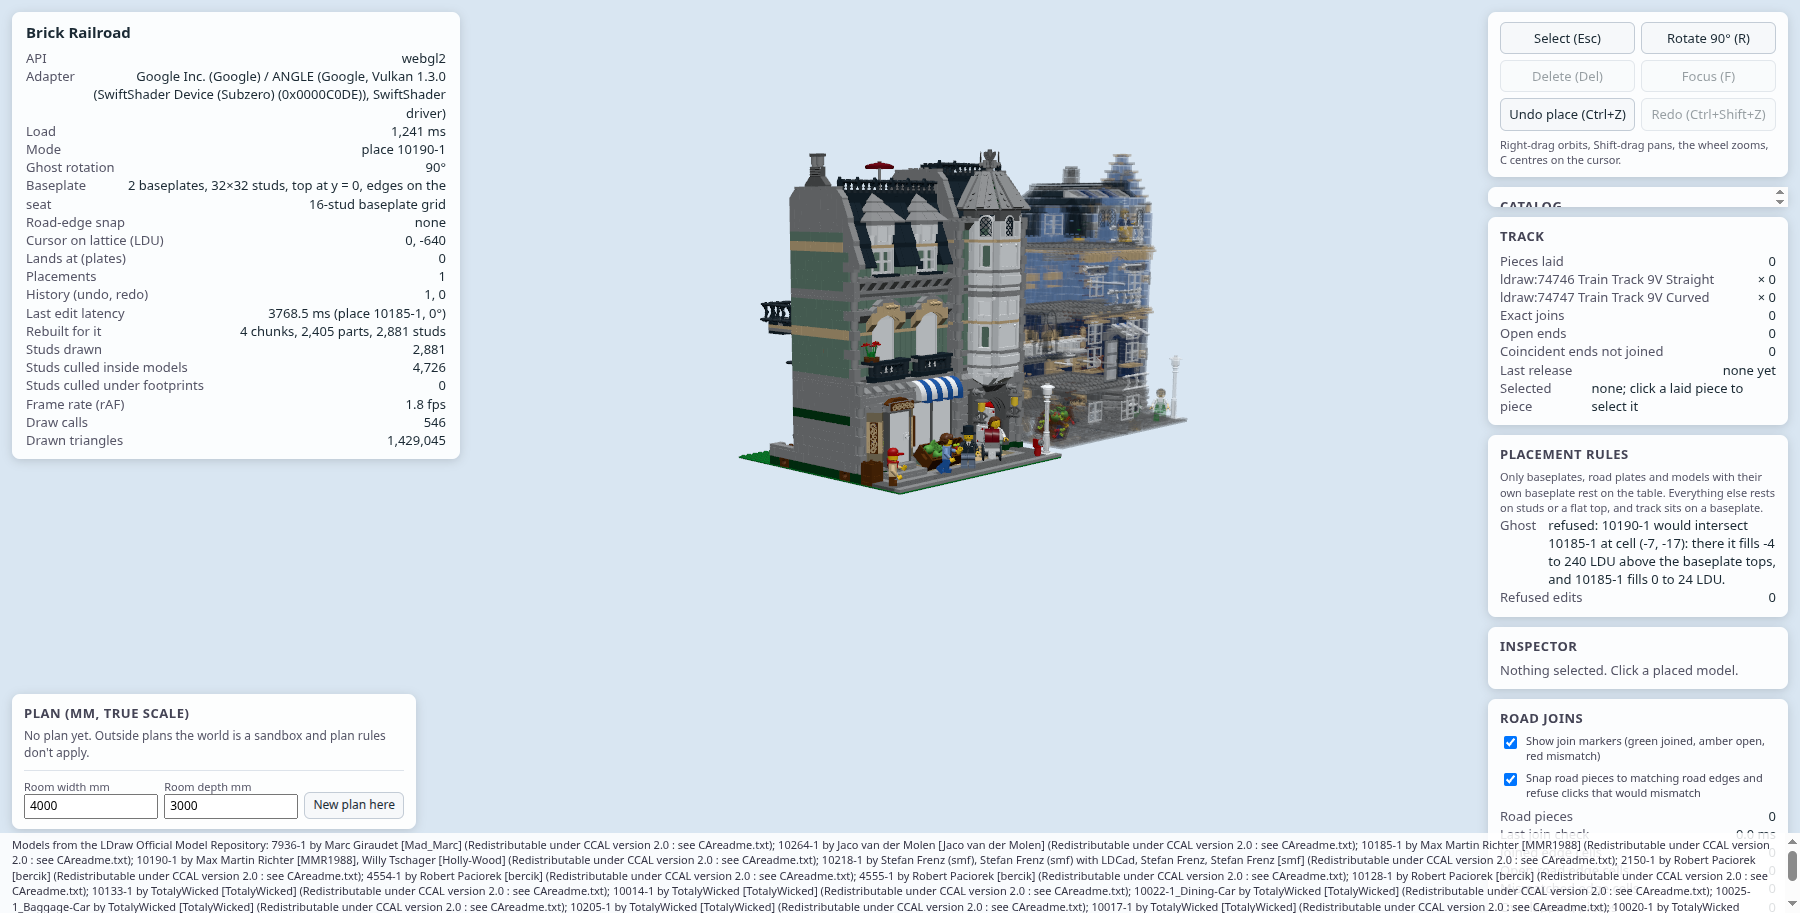 Brick Railroad
API webgl2
Adapter Google Inc. (Google) / ANGLE (Google, Vulkan 1.3.0
(SwiftShader Device (Subzero) (0x0000C0DE)), SwiftShader
driver)
Load 1,241 ms
Mode place 10190-1
Ghost rotation 90°
Baseplate 2 baseplates, 32×32 studs, top at y = 0, edges on the
seat 16-stud baseplate grid
Road-edge snap none
Cursor on lattice (LDU) 0, -640
Lands at (plates) 0
Placements 1
History (undo, redo) 1, 0
Last edit latency 3768.5 ms (place 10185-1, 0°)
Rebuilt for it 4 chunks, 2,405 parts, 2,881 studs
Studs drawn 2,881
Studs culled inside models 4,726
Studs culled under footprints 0
Frame rate (rAF) 1.8 fps
Draw calls 546
Drawn triangles 1,429,045
Select (Esc) Rotate 90° (R)
Delete (Del) Focus (F)
Undo place (Ctrl+Z) Redo (Ctrl+Shift+Z)
Right-drag orbits, Shift-drag pans, the wheel zooms,
C centres on the cursor.
CATALOG
TRACK
Pieces laid 0
ldraw:74746 Train Track 9V Straight × 0
ldraw:74747 Train Track 9V Curved × 0
Exact joins 0
Open ends 0
Coincident ends not joined 0
Last release none yet
Selected none; click a laid piece to
piece select it
PLACEMENT RULES
Only baseplates, road plates and models with their
own baseplate rest on the table. Everything else rests
on studs or a flat top, and track sits on a baseplate.
Ghost refused: 10190-1 would intersect
10185-1 at cell (-7, -17): there it fills -4
to 240 LDU above the baseplate tops,
and 10185-1 fills 0 to 24 LDU.
Refused edits 0
INSPECTOR
Nothing selected. Click a placed model.
ROAD JOINS
Show join markers (green joined, amber open,
red mismatch)
Snap road pieces to matching road edges and
refuse clicks that would mismatch
Road pieces 0
Last join check 0.0 ms
PLAN (MM, TRUE SCALE)
No plan yet. Outside plans the world is a sandbox and plan rules
don't apply.
Room width mm Room depth mm
4000 3000 New plan here
Models from the LDraw Official Model Repository: 7936-1 by Marc Giraudet [Mad_Marc] (Redistributable under CCAL version 2.0 : see CAreadme.txt); 10264-1 by Jaco van der Molen [Jaco van der Molen] (Redistributable under CCAL version 2.0 : see CAreadme.txt); 10185-1 by Max Martin Richter [MMR1988] (Redistributable under CCAL version
2.0 : see CAreadme.txt); 10190-1 by Max Martin Richter [MMR1988], Willy Tschager [Holly-Wood] (Redistributable under CCAL version 2.0 : see CAreadme.txt); 10218-1 by Stefan Frenz (smf), Stefan Frenz (smf) with LDCad, Stefan Frenz, Stefan Frenz [smf] (Redistributable under CCAL version 2.0 : see CAreadme.txt); 2150-1 by Robert Paciorek
[bercik] (Redistributable under CCAL version 2.0 : see CAreadme.txt); 4554-1 by Robert Paciorek [bercik] (Redistributable under CCAL version 2.0 : see CAreadme.txt); 4555-1 by Robert Paciorek [bercik] (Redistributable under CCAL version 2.0 : see CAreadme.txt); 10128-1 by Robert Paciorek [bercik] (Redistributable under CCAL version 2.0 : see
CAreadme.txt); 10133-1 by TotalyWicked [TotalyWicked] (Redistributable under CCAL version 2.0 : see CAreadme.txt); 10014-1 by TotalyWicked [TotalyWicked] (Redistributable under CCAL version 2.0 : see CAreadme.txt); 10022-1_Dining-Car by TotalyWicked [TotalyWicked] (Redistributable under CCAL version 2.0 : see CAreadme.txt); 10025-
1_Baggage-Car by TotalyWicked [TotalyWicked] (Redistributable under CCAL version 2.0 : see CAreadme.txt); 10205-1 by TotalyWicked [TotalyWicked] (Redistributable under CCAL version 2.0 : see CAreadme.txt); 10017-1 by TotalyWicked [TotalyWicked] (Redistributable under CCAL version 2.0 : see CAreadme.txt); 10020-1 by TotalyWicked